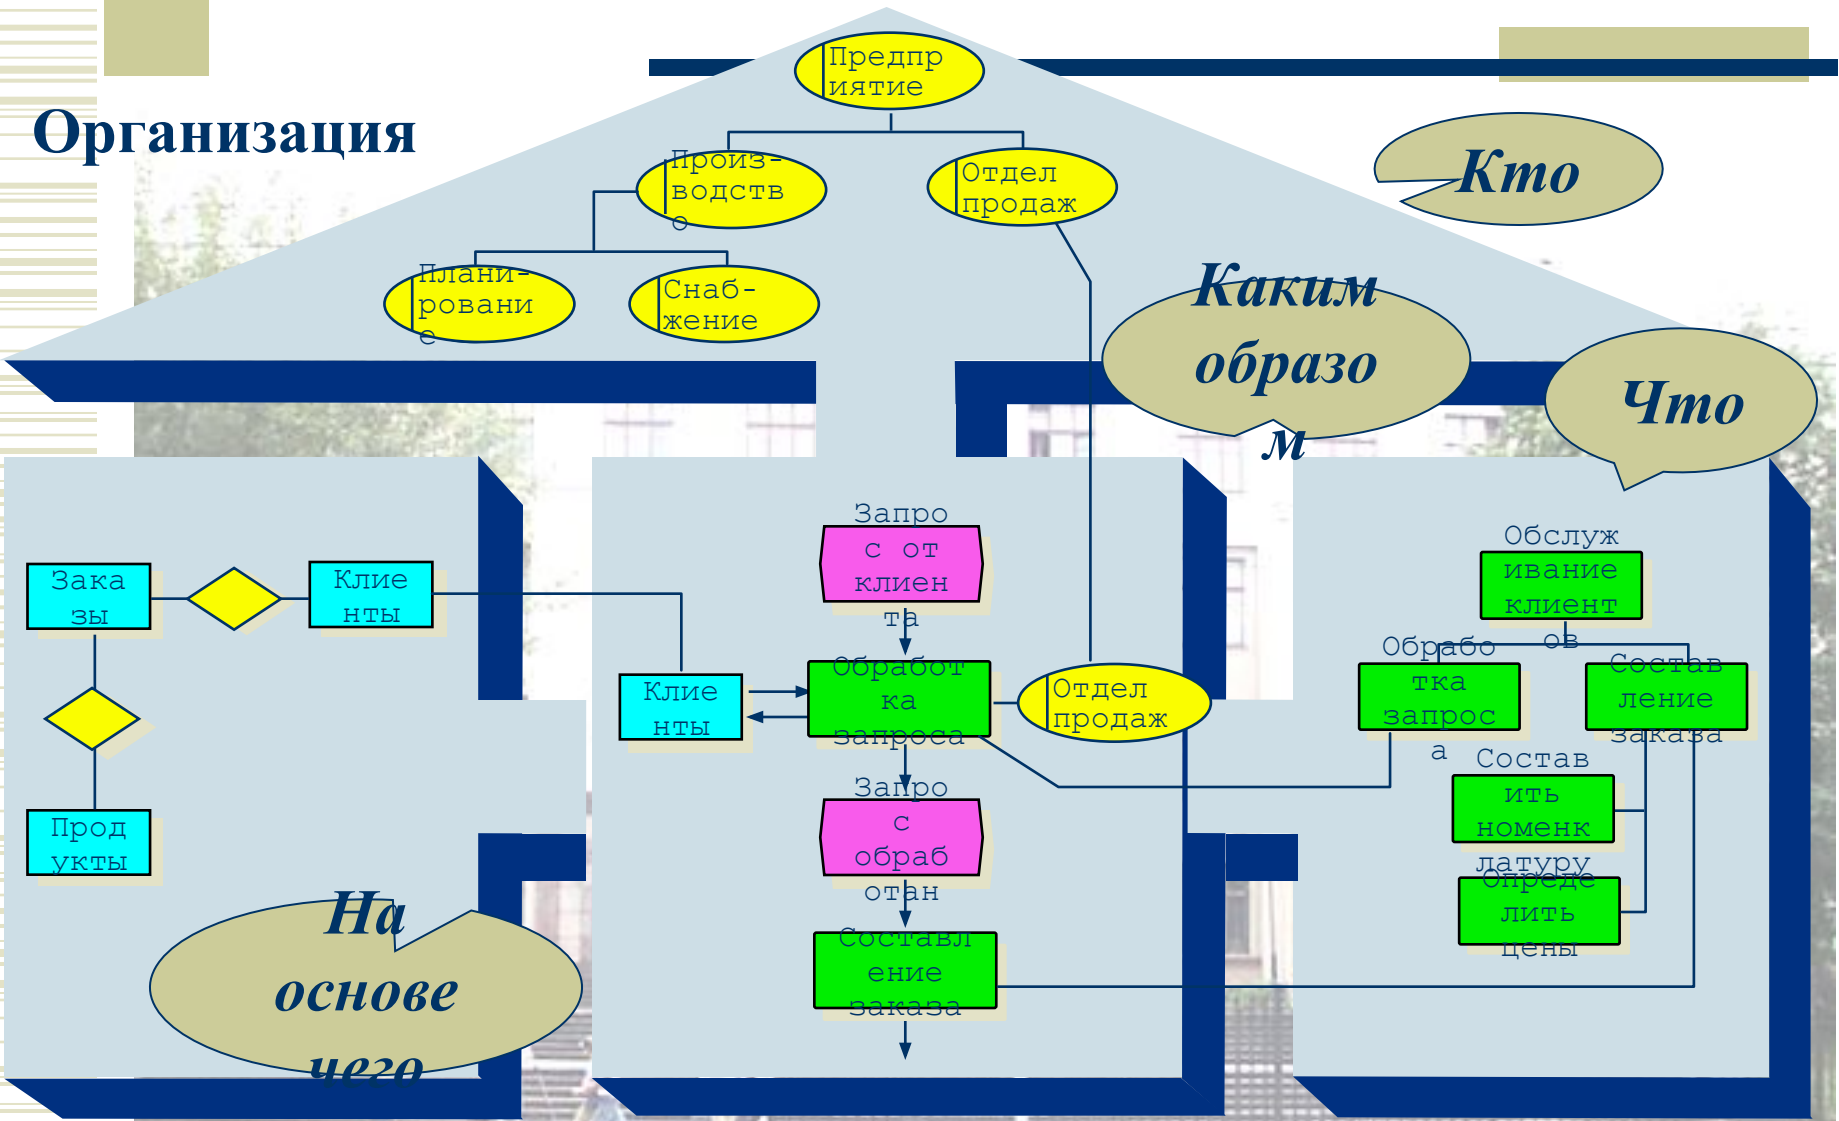 Организация
Предпр
иятие
Произ-
водств
о
Отдел
продаж
Плани-
ровани
е
Снаб-
жение
Кто
Каким
образо
м
Что
Зака
зы
Клие
нты
Прод
укты
На
основе
чего
Запро
с от
клиен
та
Клие
нты
Обработ
ка
запроса
Отдел
продаж
Запро
с
обраб
отан
Составл
ение
заказа
Обслуж
ивание
клиент
ов
Обрабо
тка
запрос
а
Состав
ление
заказа
Состав
ить
номенк
латуру
Опреде
лить
цены